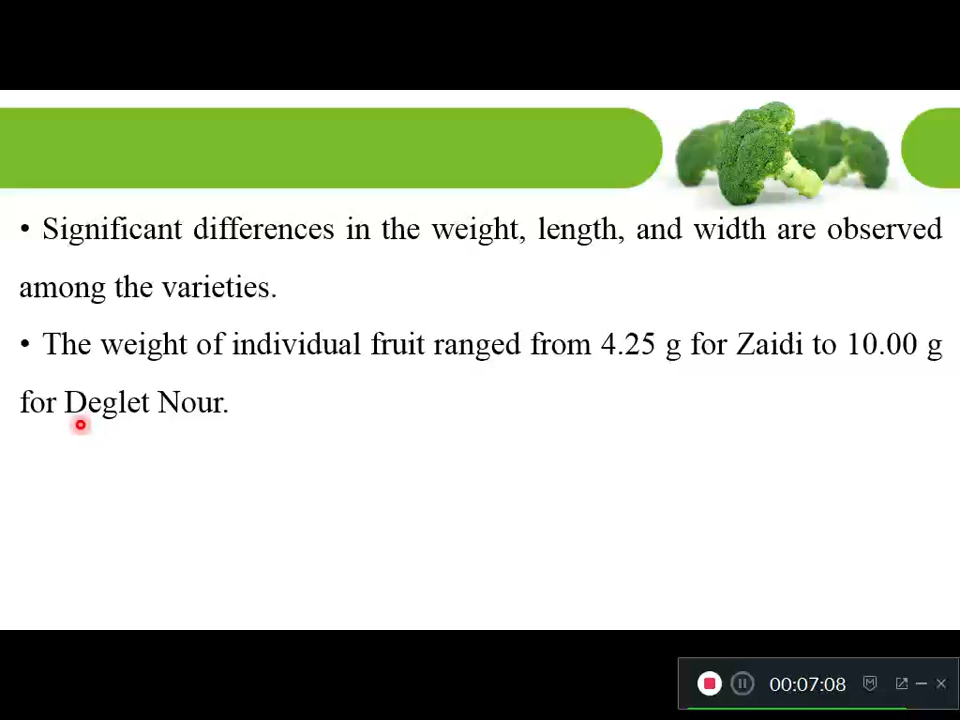 • Significant differences in the weight, length, and width are observed
among the varieties.
• The weight of individual fruit ranged from 4.25 g for Zaidi to 10.00 g
for Deglet Nour.
00:07:08